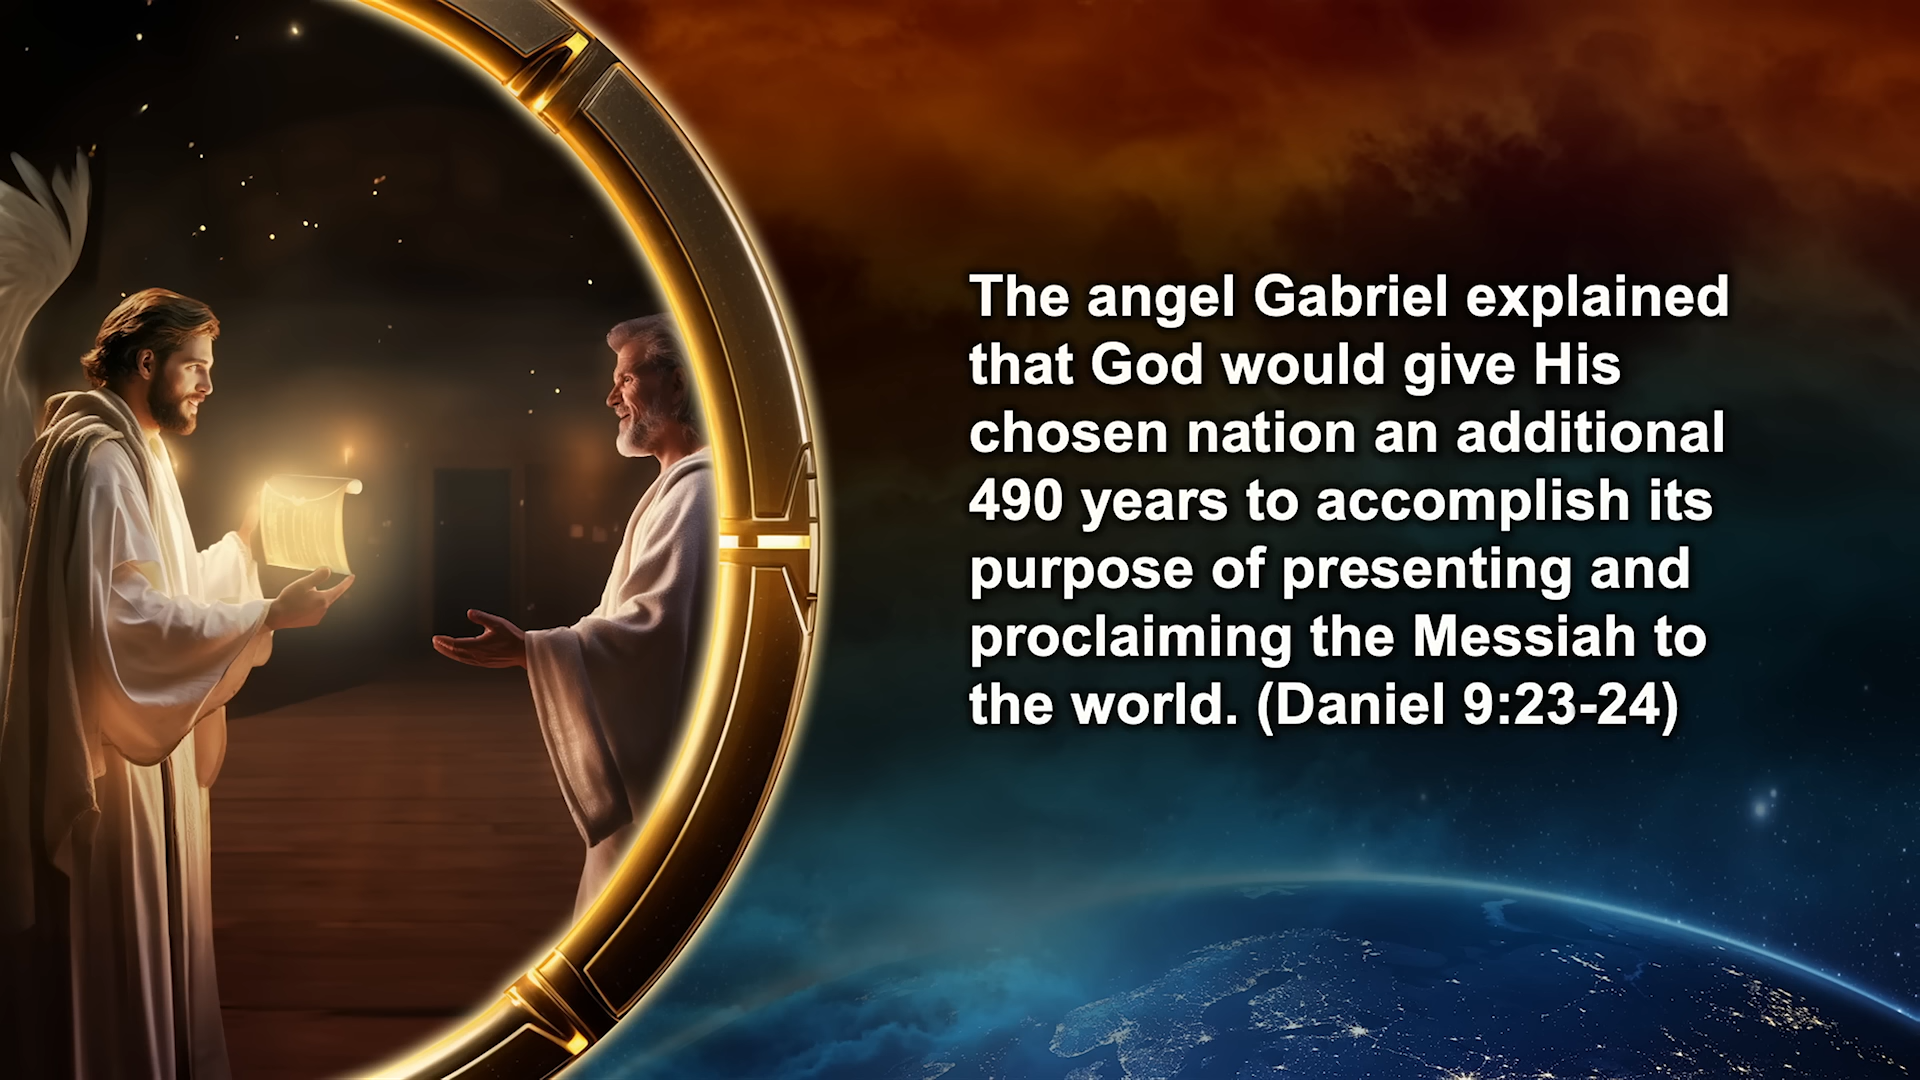 The angel Gabriel explained
that God would give His
chosen nation an additional
490 years to accomplish its
purpose of presenting and
proclaiming the Messiah to
the world. (Daniel 9:23-24)